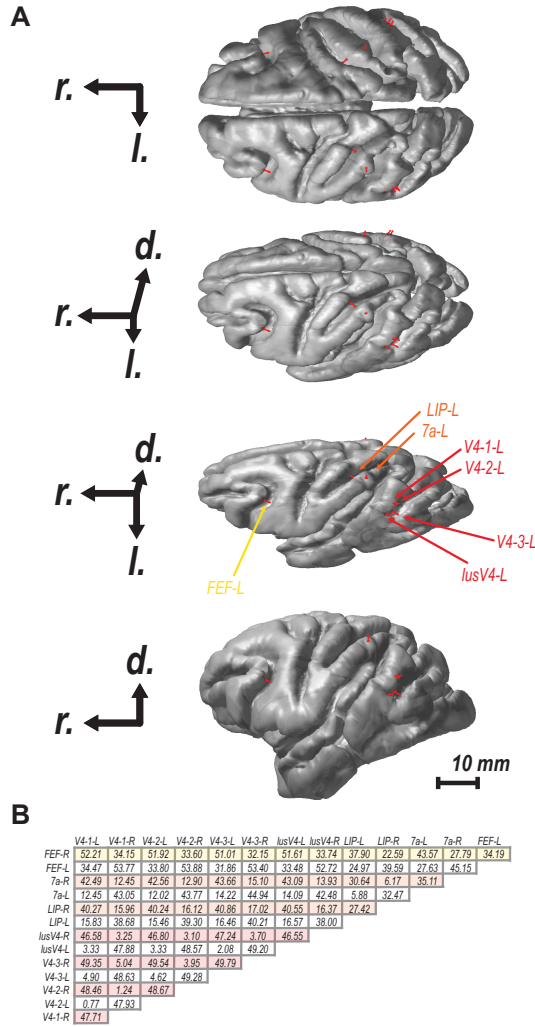 A
r.
l.
d.
r.
l.
LIP-L
7a-L
V4-1-L
d.
V4-2-L
r.
V4-3-L
l.
FEF-L
lusV4-L
d.
r.
10 mm
B
V4-1-L V4-1-R V4-2-L V4-2-R V4-3-L V4-3-R lusV4-L lusV4-R LIP-L LIP-R 7a-L 7a-R FEF-L
FEF-R 52.21 34.15 51.92 33.60 51.01 32.15 51.61 33.74 37.90 22.59 43.57 27.79 34.19
FEF-L 34.47 53.77 33.80 53.88 31.86 53.40 33.48 52.72 24.97 39.59 27.63 45.15
7a-R 42.49 12.45 42.56 12.90 43.66 15.10 43.09 13.93 30.64 6.17 35.11
7a-L 12.45 43.05 12.02 43.77 14.22 44.94 14.09 42.48 5.88 32.47
LIP-R 40.27 15.96 40.24 16.12 40.86 17.02 40.55 16.37 27.42
LIP-L 15.83 38.68 15.46 39.30 16.46 40.21 16.57 38.00
lusV4-R 46.58 3.25 46.80 3.10 47.24 3.70 46.55
lusV4-L 3.33 47.88 3.33 48.57 2.08 49.20
V4-3-R 49.35 5.04 49.54 3.95 49.79
V4-3-L 4.90 48.63 4.62 49.28
V4-2-R 48.46 1.24 48.67
V4-2-L 0.77 47.93
V4-1-R 47.71